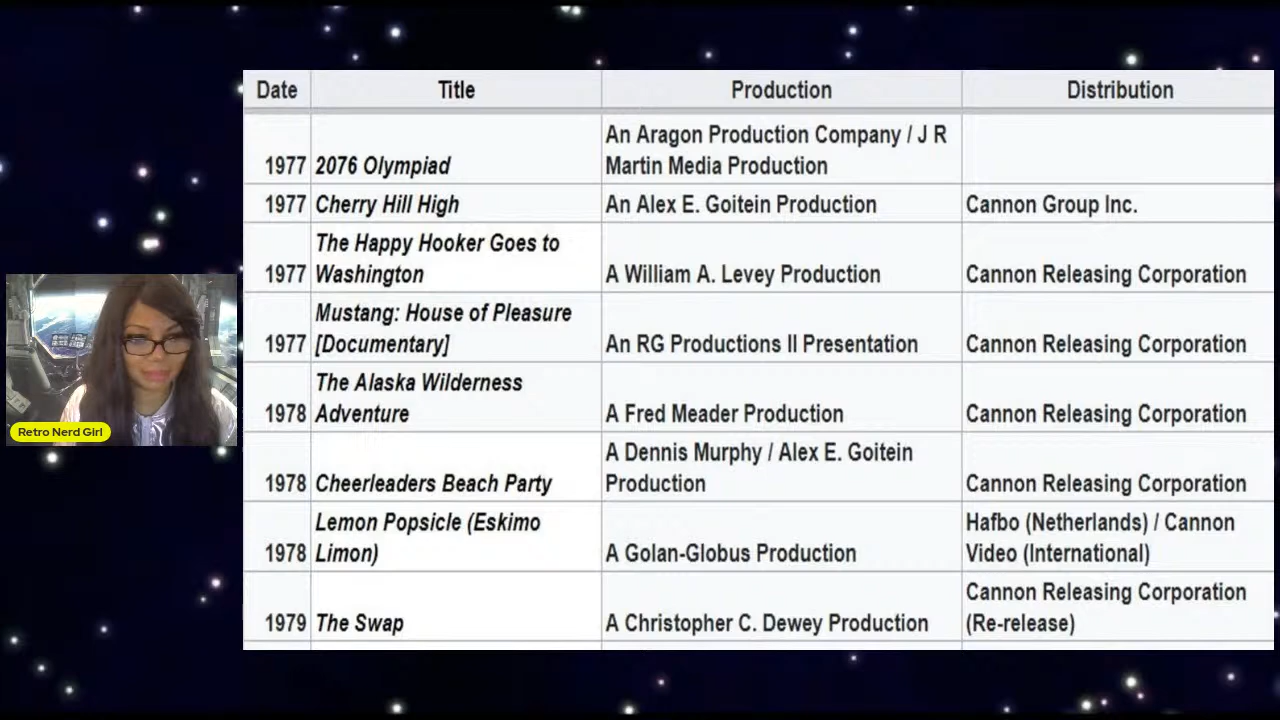 Date Title Production Distribution
An Aragon Production Company / J R
1977 2076 Olympiad Martin Media Production
1977 Cherry Hill High An Alex E. Goitein Production Cannon Group Inc.
The Happy Hooker Goes to
1977 Washington A William A. Levey Production Cannon Releasing Corporation
Mustang: House of Pleasure
1977 [Documentary] An RG Productions II Presentation Cannon Releasing Corporation
The Alaska Wilderness
1978 Adventure A Fred Meader Production Cannon Releasing Corporation
A Dennis Murphy / Alex E. Goitein
1978 Cheerleaders Beach Party Production Cannon Releasing Corporation
Lemon Popsicle (Eskimo Hafbo (Netherlands) / Cannon
1978 Limon) A Golan-Globus Production Video (International)
Cannon Releasing Corporation
1979 The Swap A Christopher C. Dewey Production (Re-release)
Retro Nerd Girl